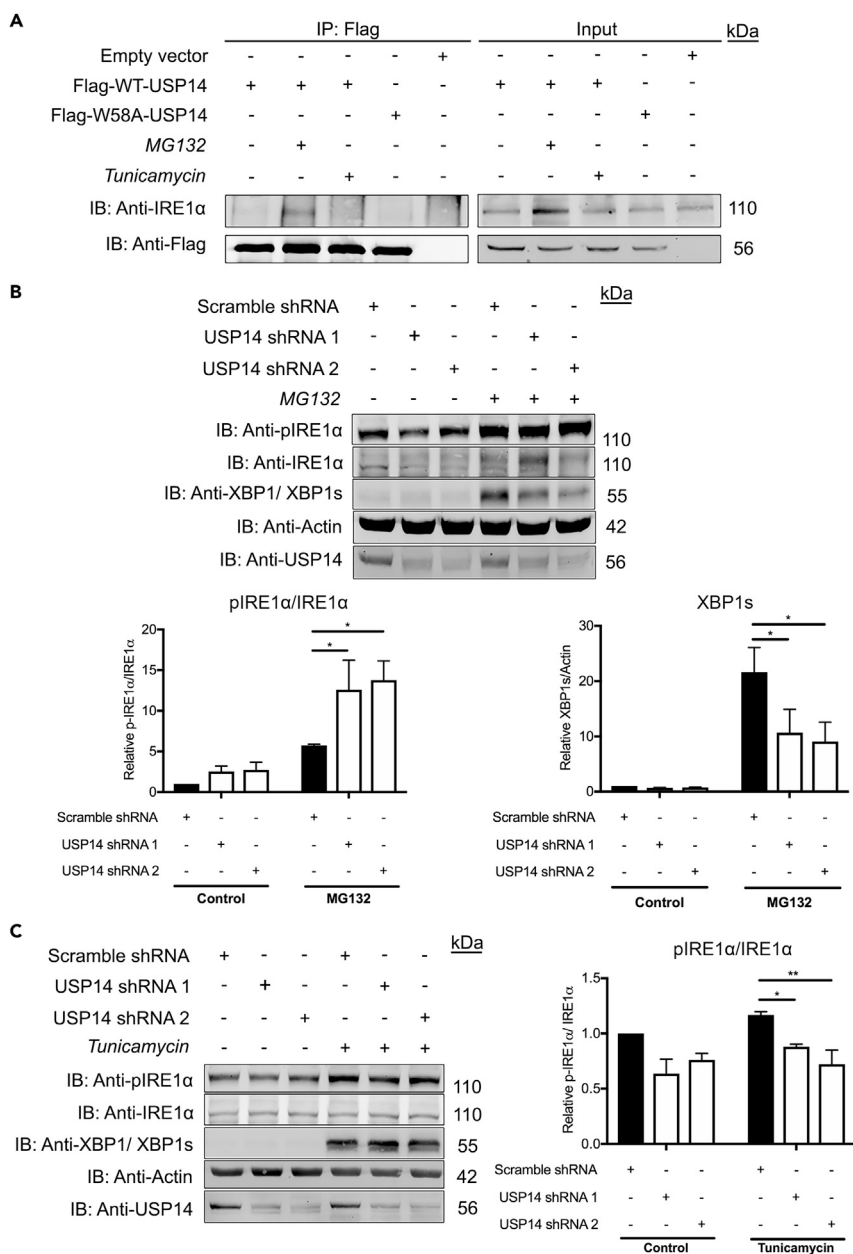 A
IP: Flag Input kDa
Empty vector - - - - + - - - - +
Flag-WT-USP14 + + + - - + + + - -
Flag-W58A-USP14 - - - + - - - - + -
MG132 - + - - - - + - - -
Tunicamycin - - + - - - - + - -
IB: Anti-IRE1α 110
IB: Anti-Flag 56
B
kDa
Scramble shRNA + - - + - -
USP14 shRNA 1 - + - - + -
USP14 shRNA 2 - - + - - +
MG132 - - - + + +
IB: Anti-pIRE1α 110
IB: Anti-IRE1α 110
IB: Anti-XBP1/ XBP1s 55
IB: Anti-Actin 42
IB: Anti-USP14 56
pIRE1α/IRE1α
Relative p-IRE1α/IRE1α
20
15
10
5
0
*
*
Scramble shRNA + - - + - -
USP14 shRNA 1 - + - - + -
USP14 shRNA 2 - - + - - +
Control MG132
XBP1s
Relative XBP1s/Actin
30
20
10
0
*
*
Scramble shRNA + - - + - -
USP14 shRNA 1 - + - - + -
USP14 shRNA 2 - - + - - +
Control MG132
C
kDa
Scramble shRNA + - - + - -
USP14 shRNA 1 - + - - + -
USP14 shRNA 2 - - + - - +
Tunicamycin - - - + + +
IB: Anti-pIRE1α 110
IB: Anti-IRE1α 110
IB: Anti-XBP1/ XBP1s 55
IB: Anti-Actin 42
IB: Anti-USP14 56
pIRE1α/IRE1α
Relative p-IRE1α/ IRE1α
1.5
1.0
0.5
0.0
**
*
Scramble shRNA + - - + - -
USP14 shRNA 1 - + - - + -
USP14 shRNA 2 - - + - - +
Control Tunicamycin